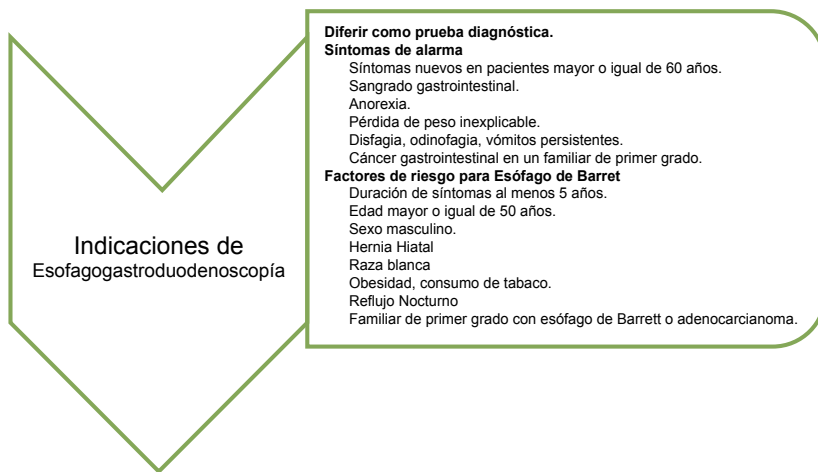 Indicaciones de
Esofagogastroduodenoscopía
Diferir como prueba diagnóstica.
Síntomas de alarma
Síntomas nuevos en pacientes mayor o igual de 60 años.
Sangrado gastrointestinal.
Anorexia.
Pérdida de peso inexplicable.
Disfagia, odinofagia, vómitos persistentes.
Cáncer gastrointestinal en un familiar de primer grado.
Factores de riesgo para Esófago de Barret
Duración de síntomas al menos 5 años.
Edad mayor o igual de 50 años.
Sexo masculino.
Hernia Hiatal
Raza blanca
Obesidad, consumo de tabaco.
Reflujo Nocturno
Familiar de primer grado con esófago de Barrett o adenocarcianoma.